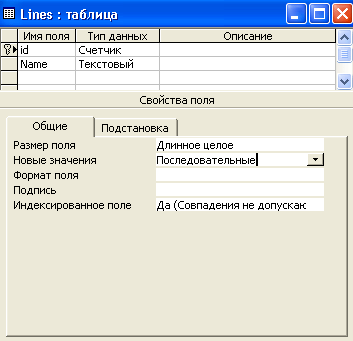 Lines : таблица
Имя поля Тип данных Описание
id Счетчик
Name Текстовый
Свойства поля
Общие Подстановка
Размер поля Длинное целое
Новые значения Последовательные
Формат поля
Подпись
Индексированное поле Да (Совпадения не допускаю